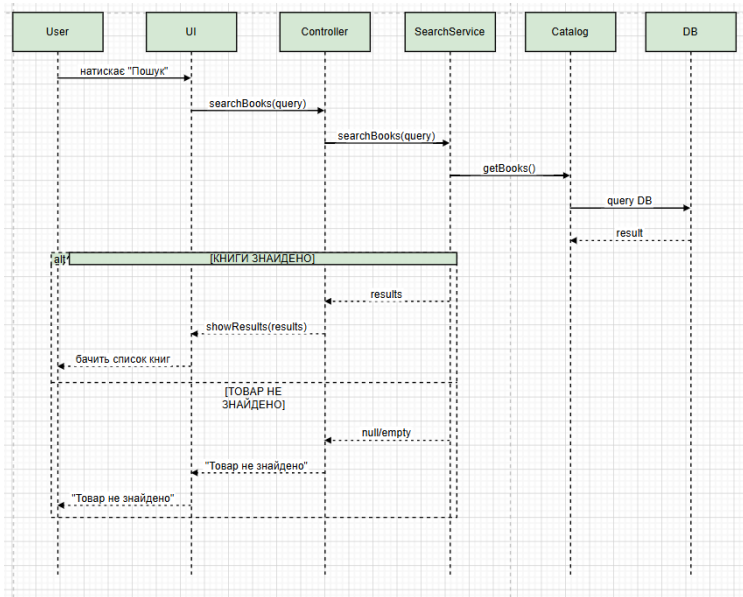 User
UI
Controller
SearchService
Catalog
DB
натискає "Пошук"
searchBooks(query)
searchBooks(query)
getBooks()
query DB
result
alt
[КНИГИ ЗНАЙДЕНО]
results
showResults(results)
бачить список книг
[ТОВАР НЕ
ЗНАЙДЕНО]
null/empty
"Товар не знайдено"
"Товар не знайдено"